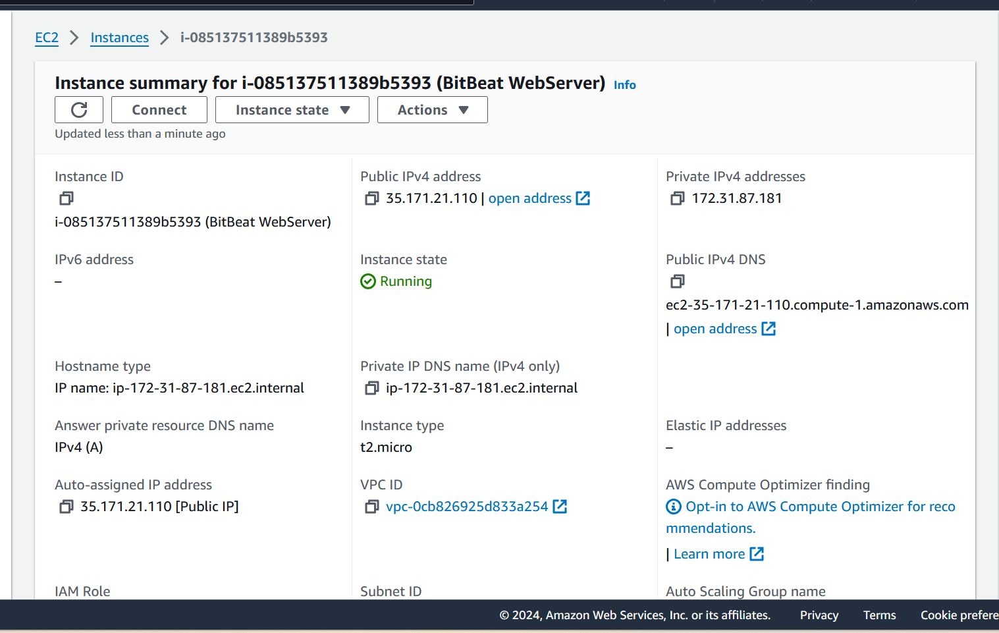 EC2 > Instances > i-085137511389b5393
Instance summary for i-085137511389b5393 (BitBeat WebServer) Info
Connect
Instance state
Actions
Updated less than a minute ago
Instance ID
i-085137511389b5393 (BitBeat WebServer)
Public IPv4 address
35.171.21.110 | open address
Private IPv4 addresses
172.31.87.181
IPv6 address
–
Instance state
Running
Public IPv4 DNS
ec2-35-171-21-110.compute-1.amazonaws.com
| open address
Hostname type
IP name: ip-172-31-87-181.ec2.internal
Private IP DNS name (IPv4 only)
ip-172-31-87-181.ec2.internal
Answer private resource DNS name
IPv4 (A)
Instance type
t2.micro
Elastic IP addresses
–
Auto-assigned IP address
35.171.21.110 [Public IP]
VPC ID
vpc-0cb826925d833a254
AWS Compute Optimizer finding
Opt-in to AWS Compute Optimizer for reco
mmendations.
| Learn more
IAM Role
Subnet ID
Auto Scaling Group name
© 2024, Amazon Web Services, Inc. or its affiliates.
Privacy
Terms
Cookie prefere